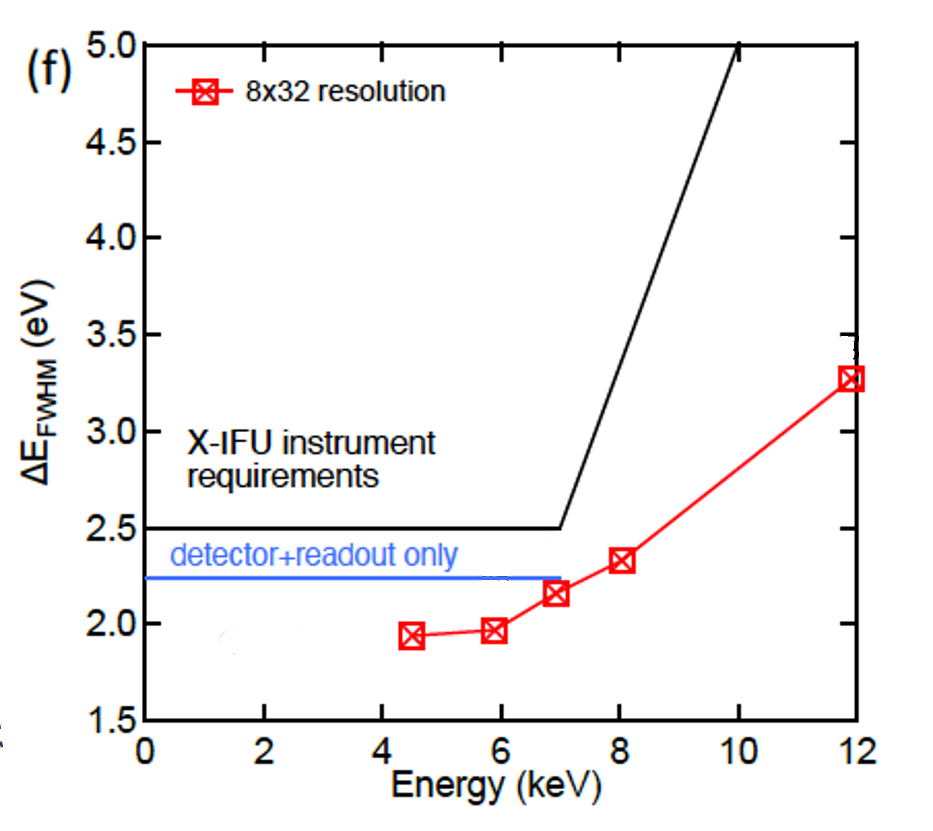 (f)
8x32 resolution
5.0
4.5
4.0
3.5
3.0
2.5
2.0
1.5
ΔE_FWHM (eV)
X-IFU instrument
requirements
detector+readout only
0 2 4 6 8 10 12
Energy (keV)